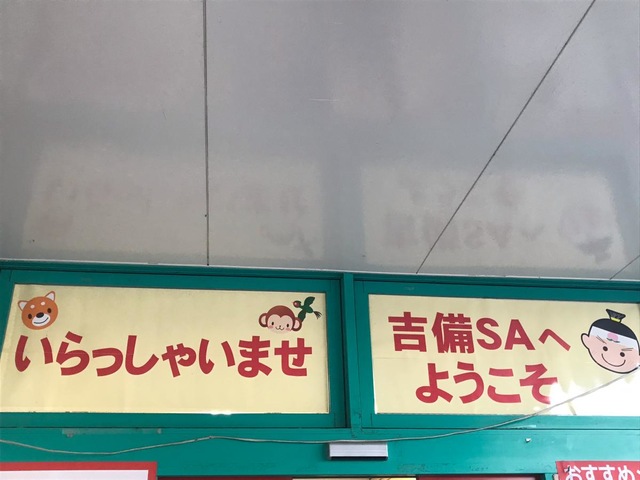 いらっしゃいませ
吉備SAへ
ようこそ
おすすめ